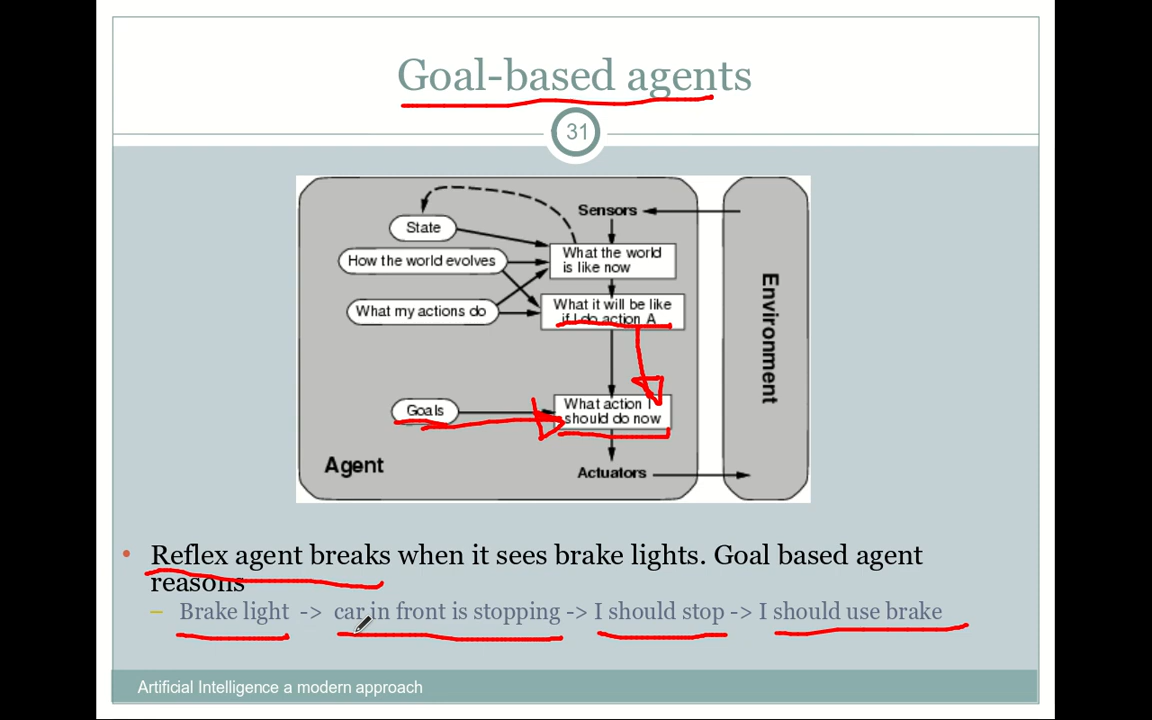 Goal-based agents
31
Sensors
State
What the world
is like now
How the world evolves
What it will be like
if I do action A
What my actions do
Environment
Goals
What action I
should do now
Agent
Actuators
• Reflex agent breaks when it sees brake lights. Goal based agent
reasons
– Brake light -> car in front is stopping -> I should stop -> I should use brake
Artificial Intelligence a modern approach